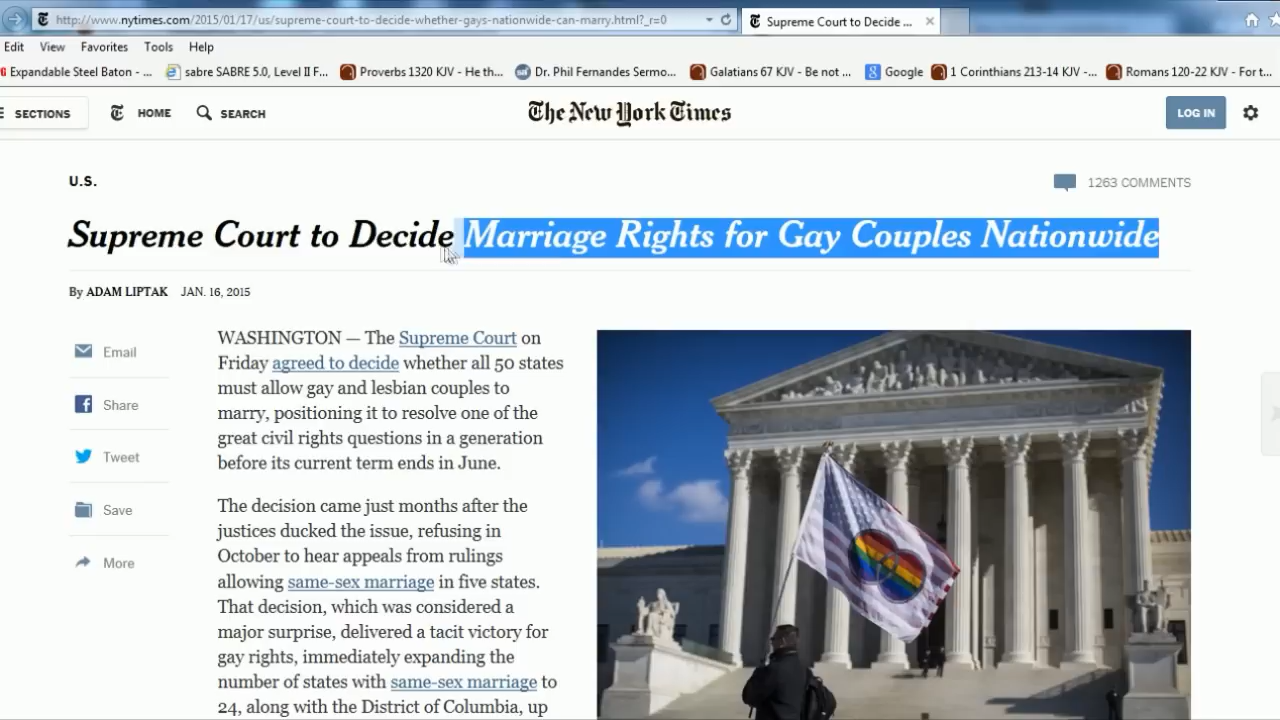 http://www.nytimes.com/2015/01/17/us/supreme-court-to-decide-whether-gays-nationwide-can-marry.html?_r=0
Supreme Court to Decide ...
Edit View Favorites Tools Help
Expandable Steel Baton - ... sabre SABRE 5.0, Level II F... Proverbs 1320 KJV - He th... Dr. Phil Fernandes Sermo... Galatians 67 KJV - Be not ... Google 1 Corinthians 213-14 KJV -... Romans 120-22 KJV - For t...
SECTIONS HOME SEARCH The New York Times LOG IN
U.S.
1263 COMMENTS
Supreme Court to Decide Marriage Rights for Gay Couples Nationwide
By ADAM LIPTAK JAN. 16, 2015
Email
Share
Tweet
Save
More
WASHINGTON — The Supreme Court on
Friday agreed to decide whether all 50 states
must allow gay and lesbian couples to
marry, positioning it to resolve one of the
great civil rights questions in a generation
before its current term ends in June.
The decision came just months after the
justices ducked the issue, refusing in
October to hear appeals from rulings
allowing same-sex marriage in five states.
That decision, which was considered a
major surprise, delivered a tacit victory for
gay rights, immediately expanding the
number of states with same-sex marriage to
24, along with the District of Columbia, up